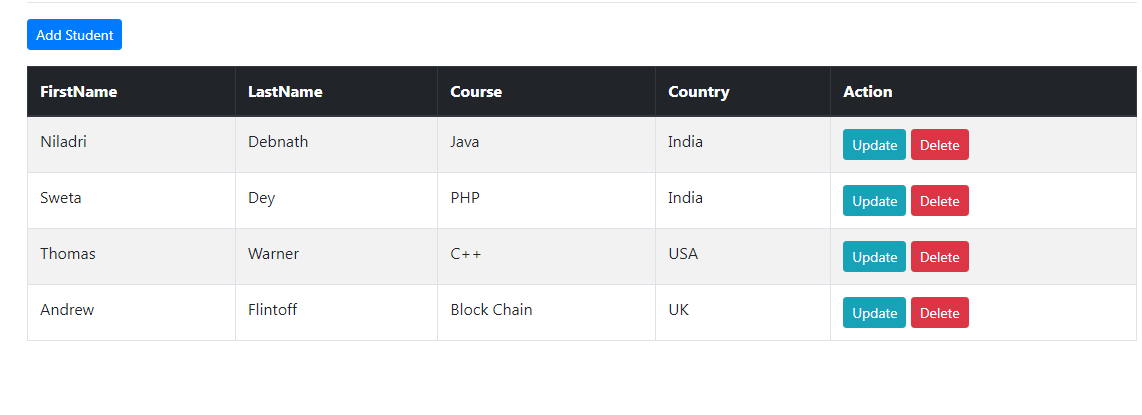 Add Student
FirstName LastName Course Country Action
Niladri Debnath Java India Update Delete
Sweta Dey PHP India Update Delete
Thomas Warner C++ USA Update Delete
Andrew Flintoff Block Chain UK Update Delete